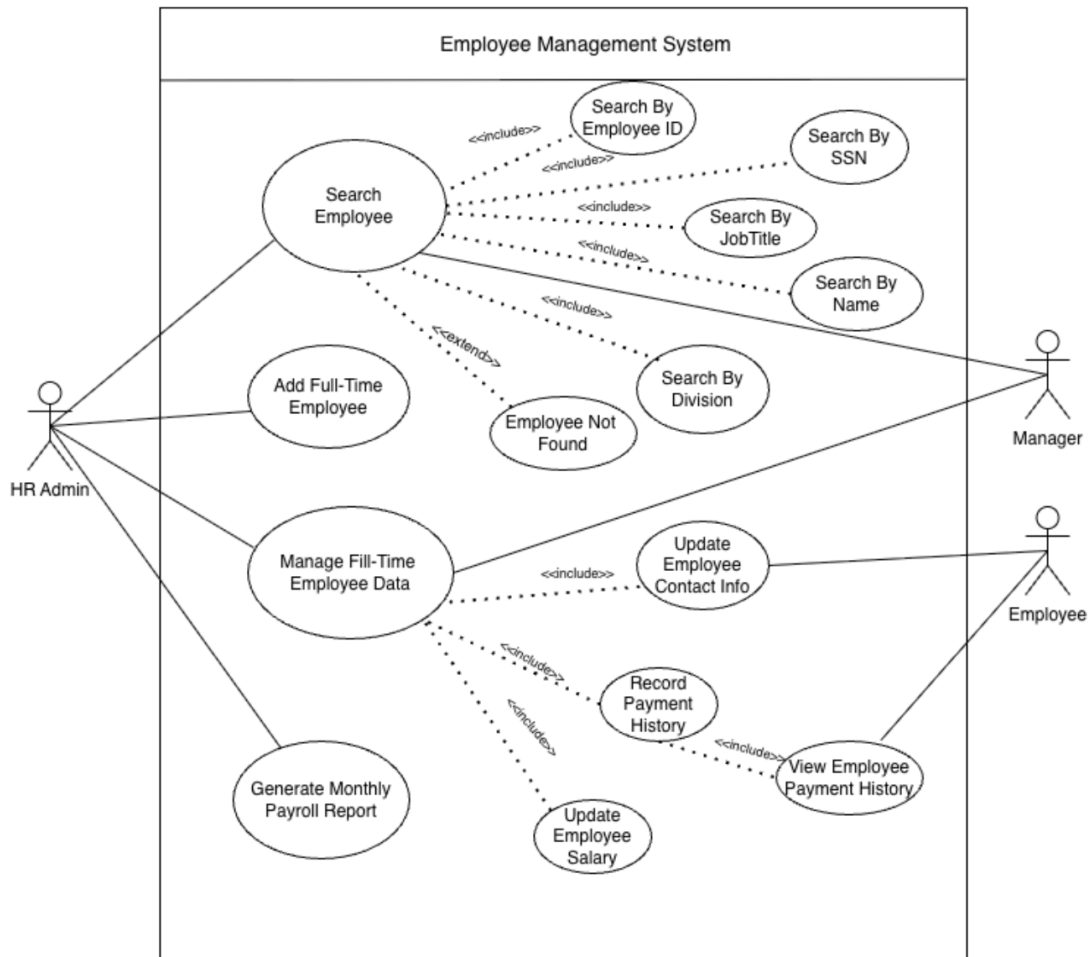 Employee Management System
Search By
Employee ID
<<include>>
Search By
SSN
<<include>>
Search
Employee
<<include>>
Search By
JobTitle
<<include>>
Search By
Name
<<include>>
<<extend>>
Search By
Division
Add Full-Time
Employee
Employee Not
Found
Manager
HR Admin
Manage Fill-Time
Employee Data
<<include>>
Update
Employee
Contact Info
Employee
<<include>>
Record
Payment
History
<<include>>
<<include>>
View Employee
Payment History
Generate Monthly
Payroll Report
Update
Employee
Salary